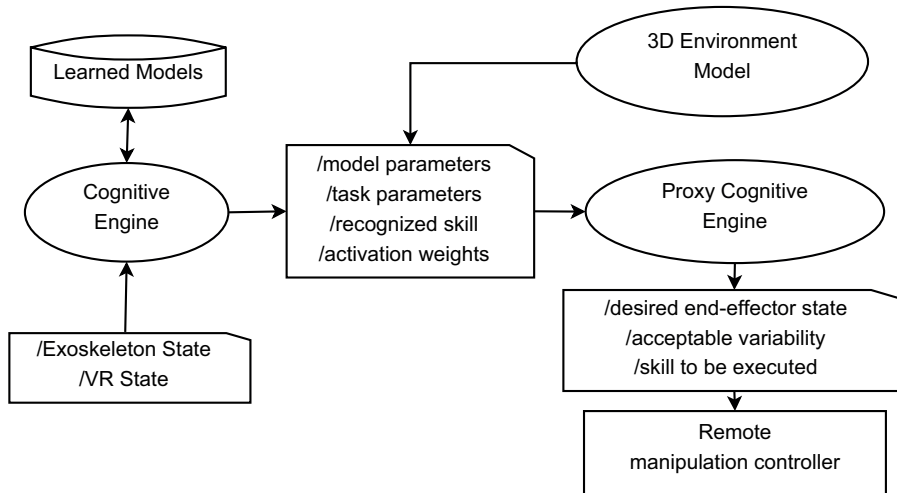 Learned Models
3D Environment
Model
/model parameters
/task parameters
/recognized skill
/activation weights
Cognitive
Engine
Proxy Cognitive
Engine
/Exoskeleton State
/VR State
/desired end-effector state
/acceptable variability
/skill to be executed
Remote
manipulation controller